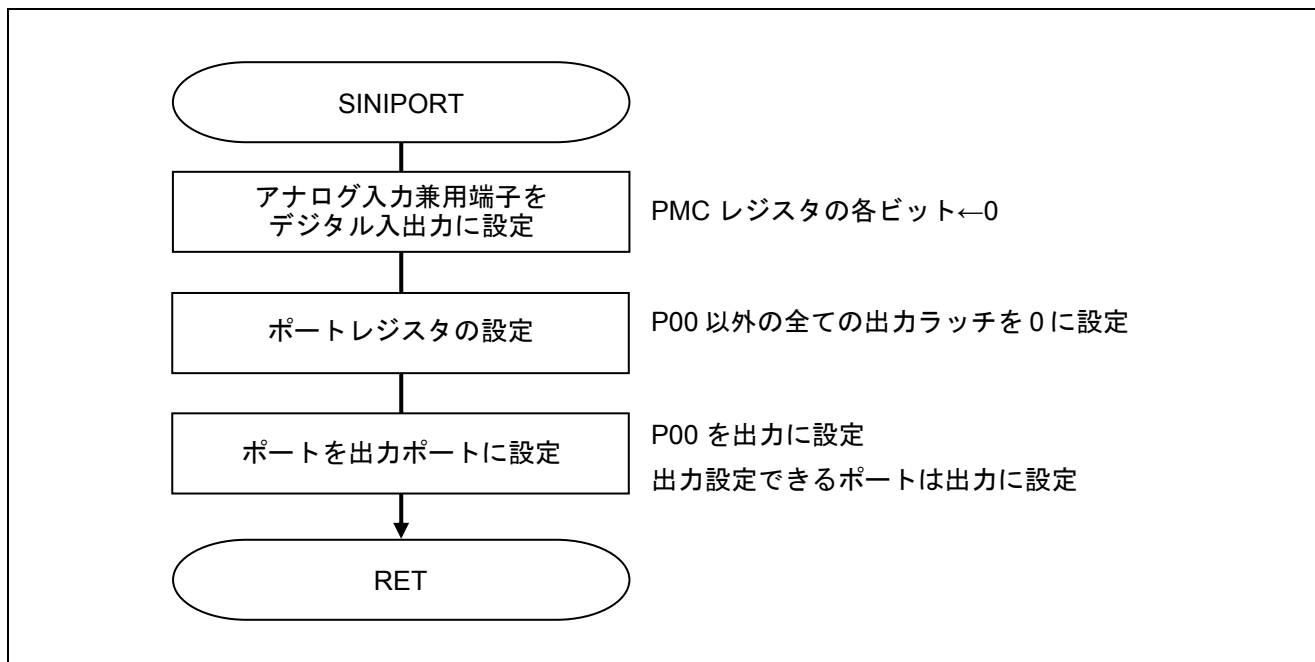 SINIPORT
アナログ入力兼用端子を
デジタル入出力に設定
PMC レジスタの各ビット←0
ポートレジスタの設定
P00 以外の全ての出力ラッチを 0 に設定
ポートを出力ポートに設定
P00 を出力に設定
出力設定できるポートは出力に設定
RET